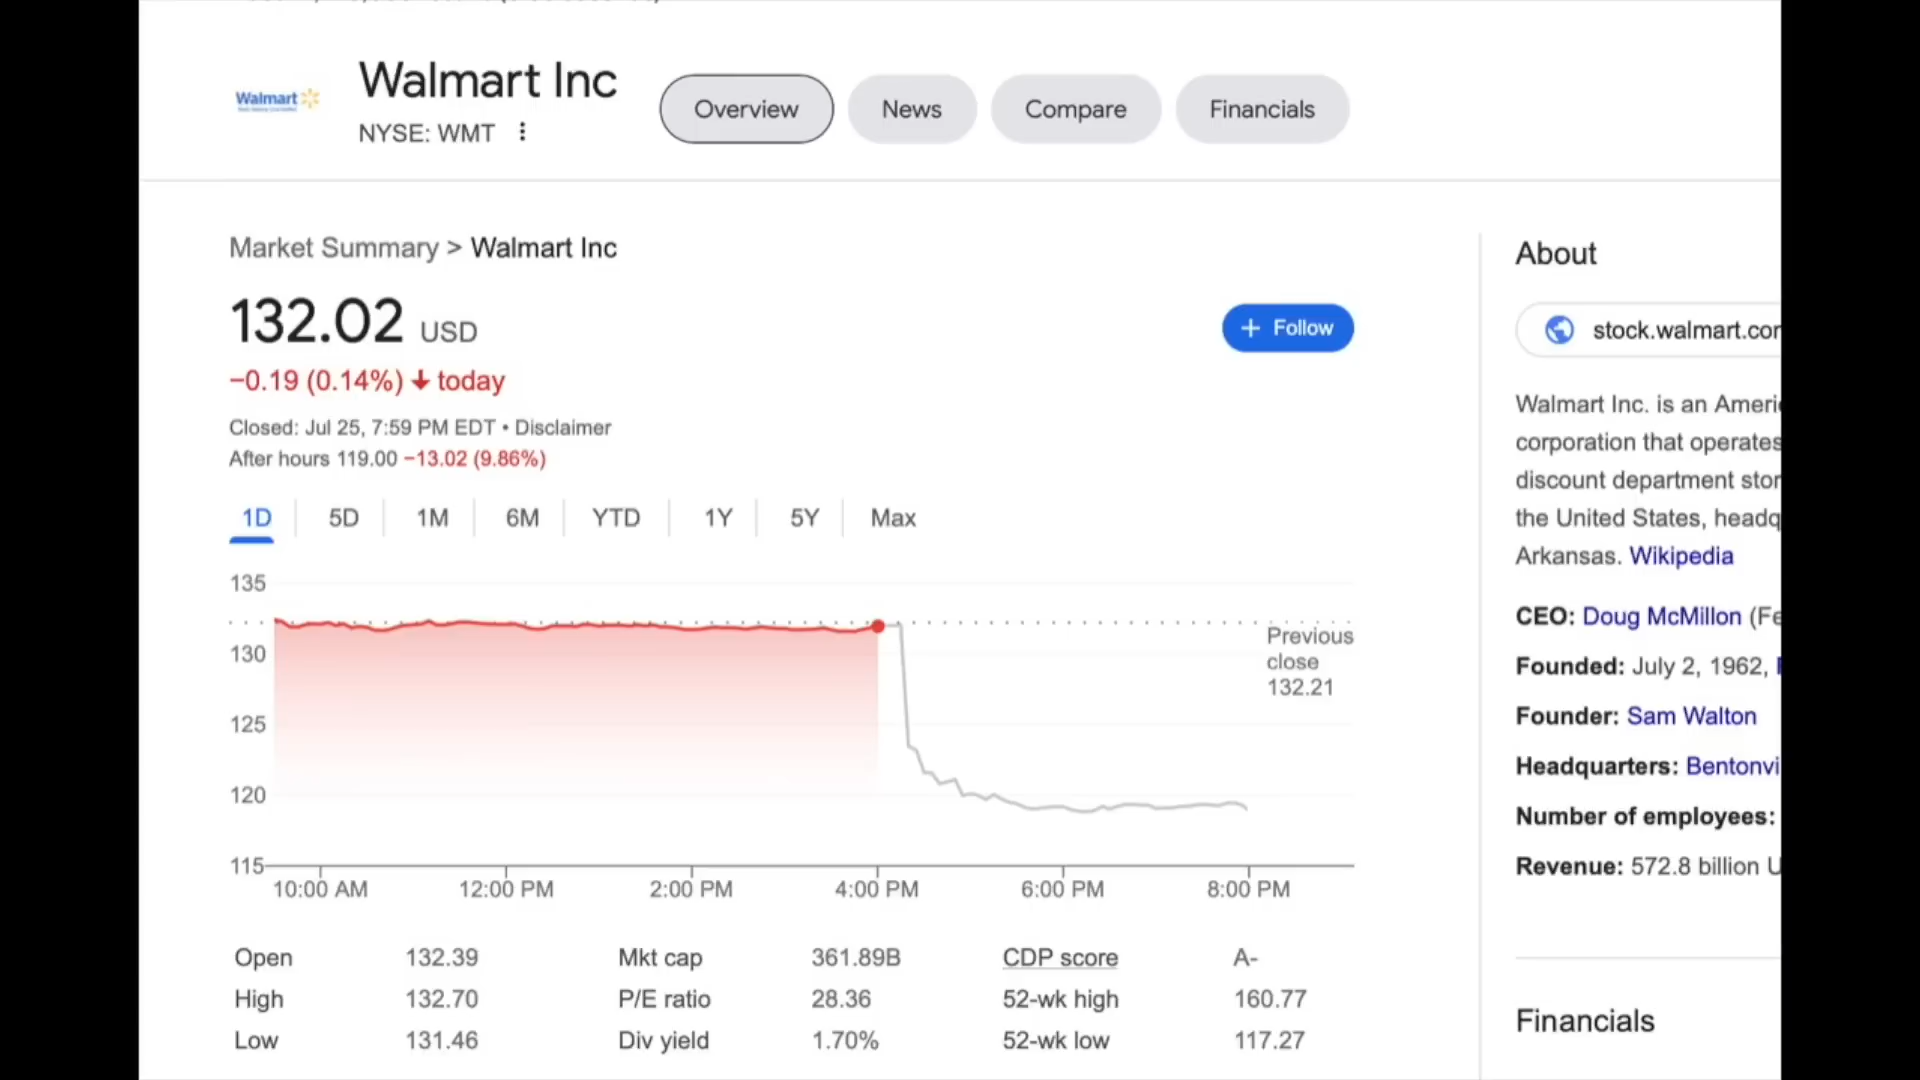 Walmart
Walmart Inc
NYSE: WMT
Overview
News
Compare
Financials
Market Summary > Walmart Inc
132.02 USD
−0.19 (0.14%) today
Closed: Jul 25, 7:59 PM EDT • Disclaimer
After hours 119.00 −13.02 (9.86%)
+ Follow
1D 5D 1M 6M YTD 1Y 5Y Max
135
130
125
120
115
Previous
close
132.21
10:00 AM 12:00 PM 2:00 PM 4:00 PM 6:00 PM 8:00 PM
Open 132.39 Mkt cap 361.89B CDP score A-
High 132.70 P/E ratio 28.36 52-wk high 160.77
Low 131.46 Div yield 1.70% 52-wk low 117.27
About
stock.walmart.cor
Walmart Inc. is an Ameri
corporation that operates
discount department stor
the United States, headq
Arkansas. Wikipedia
CEO: Doug McMillon (Fe
Founded: July 2, 1962,
Founder: Sam Walton
Headquarters: Bentonvi
Number of employees:
Revenue: 572.8 billion U
Financials